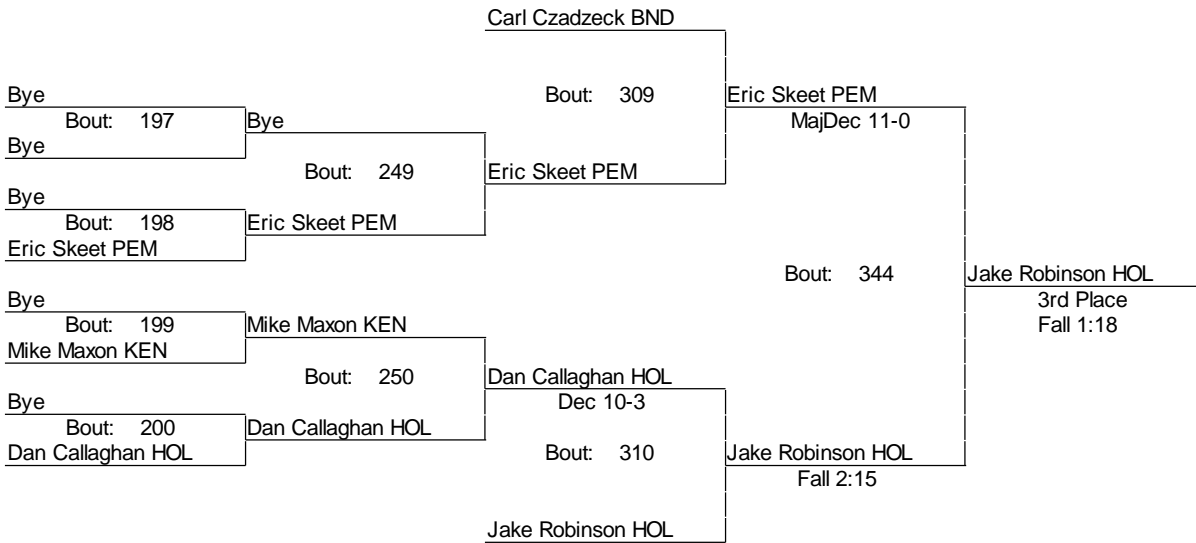 Carl Czadzeck BND
Bye
Bout: 309
Eric Skeet PEM
Bout: 197
Bye
MajDec 11-0
Bye
Bout: 249
Eric Skeet PEM
Bye
Bout: 198
Eric Skeet PEM
Eric Skeet PEM
Bout: 344
Jake Robinson HOL
Bye
3rd Place
Bout: 199
Mike Maxon KEN
Fall 1:18
Mike Maxon KEN
Bout: 250
Dan Callaghan HOL
Bye
Dec 10-3
Bout: 200
Dan Callaghan HOL
Dan Callaghan HOL
Bout: 310
Jake Robinson HOL
Fall 2:15
Jake Robinson HOL